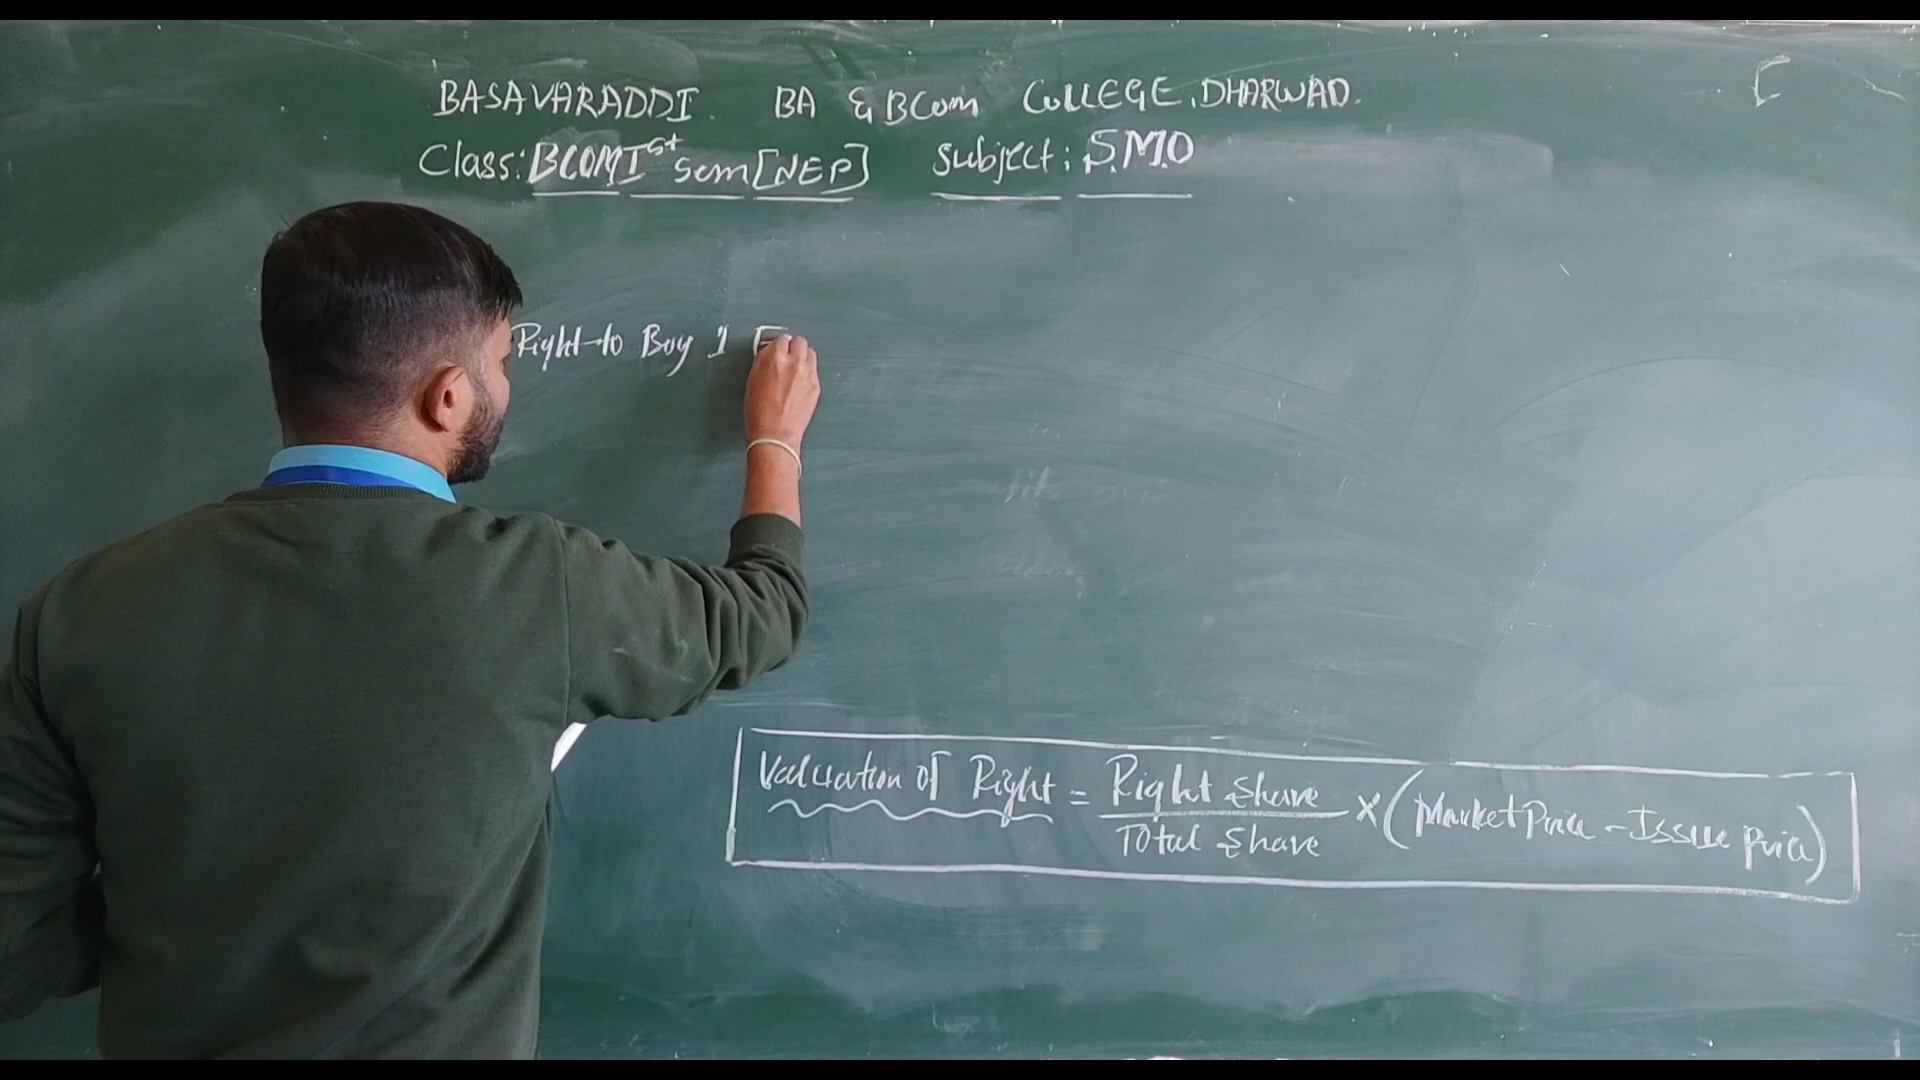 BASAVARADDI. BA & BCom COLLEGE, DHARWAD.
Class: BCOM Ist Sem [NEP] Subject: S.M.O
Right to Buy 1 E
Valuation of Right = Right Share / Total Share × (Market Price - Issue Price)